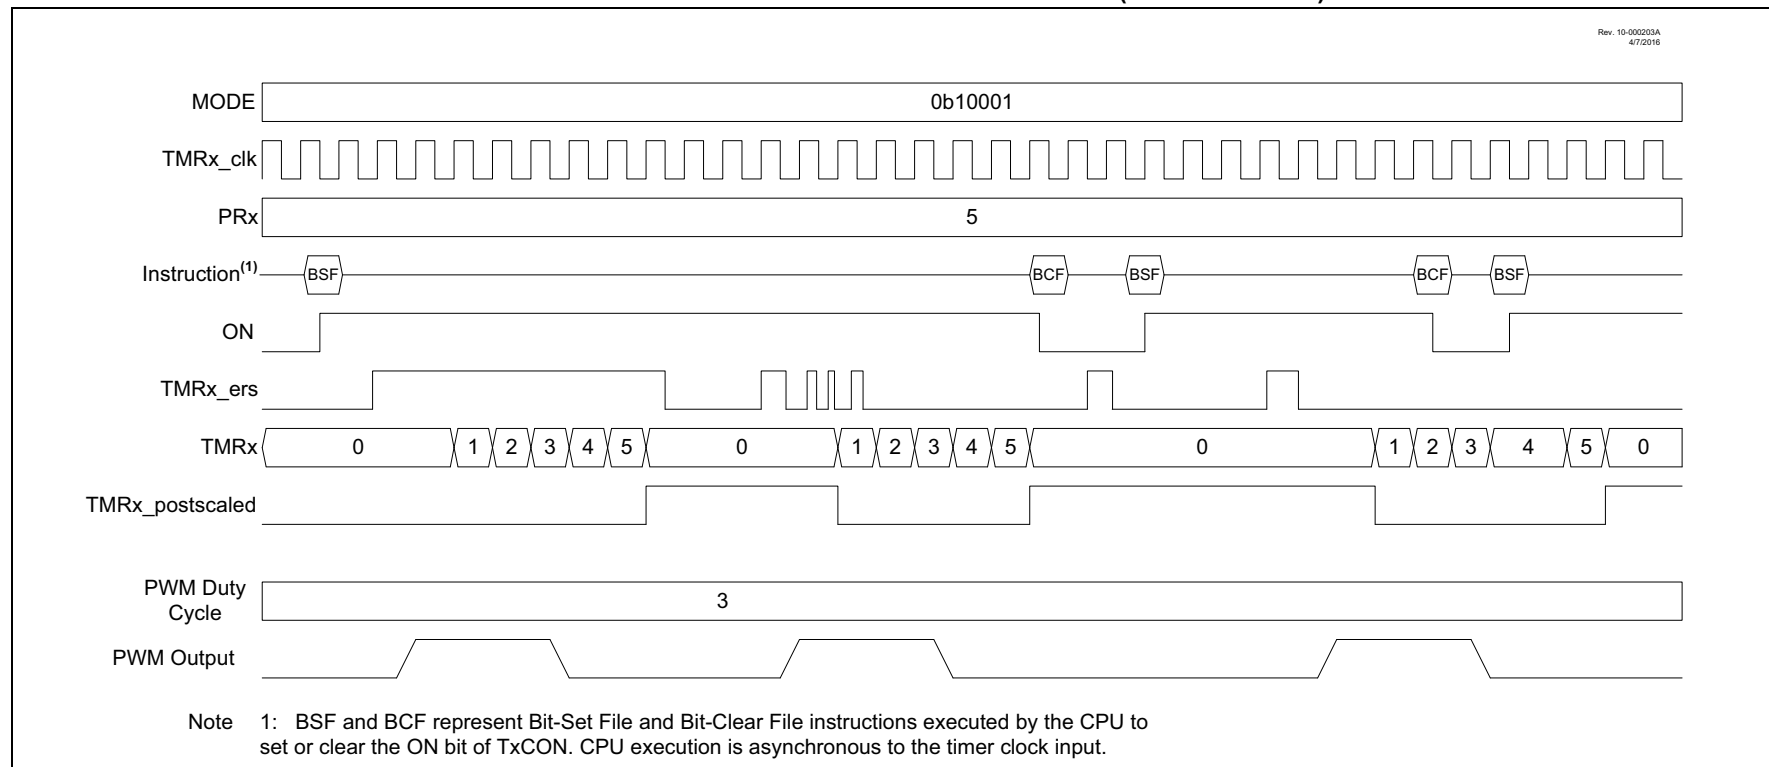 Rev. 10-000203A
4/7/2016
MODE 0b10001
TMRx_clk
PRx 5
Instruction(1) BSF BCF BSF BCF BSF
ON
TMRx_ers
TMRx 0 1 2 3 4 5 0 1 2 3 4 5 0 1 2 3 4 5 0
TMRx_postscaled
PWM Duty
Cycle 3
PWM Output
Note 1: BSF and BCF represent Bit-Set File and Bit-Clear File instructions executed by the CPU to
set or clear the ON bit of TxCON. CPU execution is asynchronous to the timer clock input.